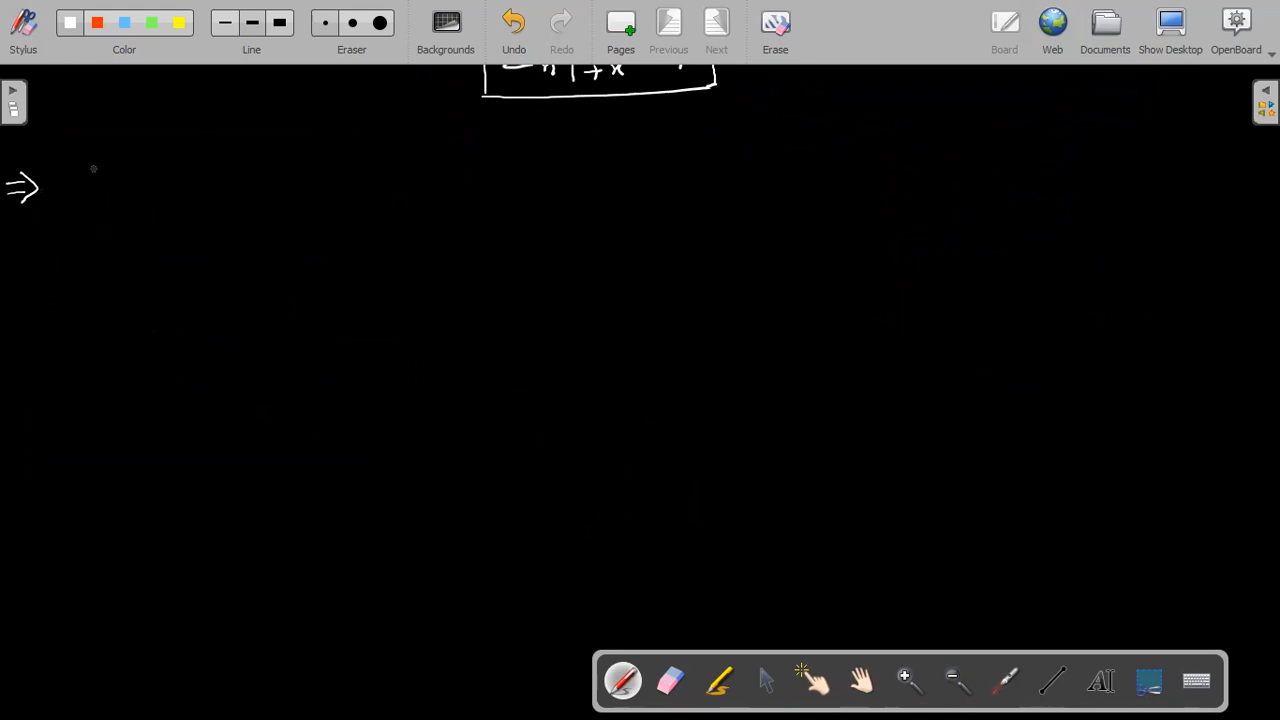 Stylus Color Line Eraser Backgrounds Undo Redo Pages Previous Next Erase Board Web Documents Show Desktop OpenBoard
⇒